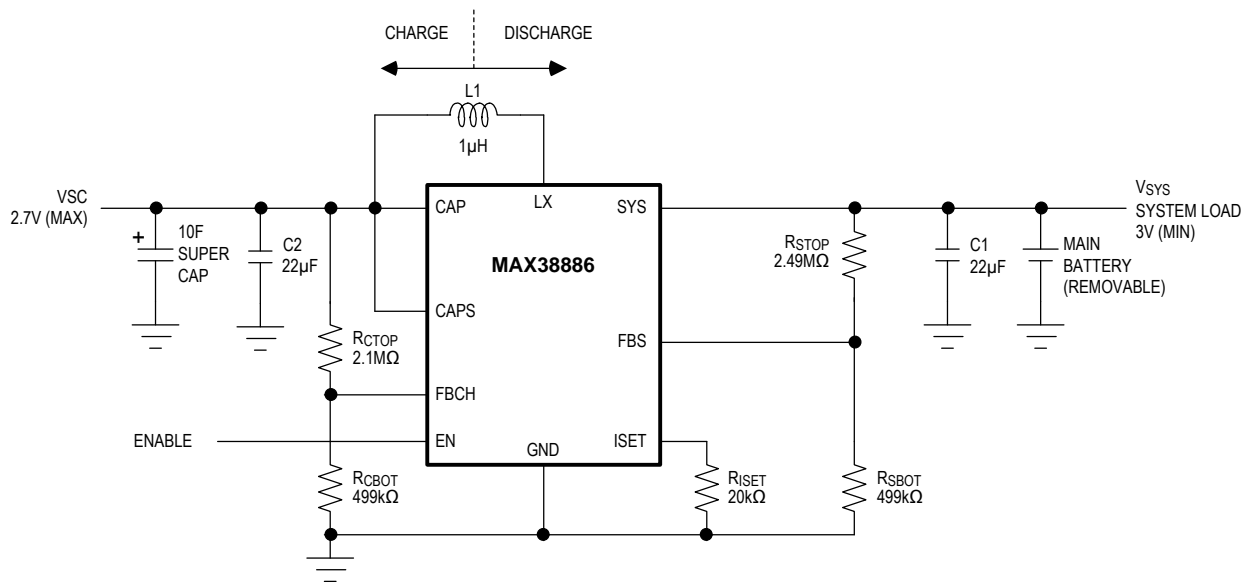 CHARGE
DISCHARGE
L1
1µH
VSC
2.7V (MAX)
+
10F
SUPER
CAP
C2
22µF
RCTOP
2.1MΩ
RCBOT
499kΩ
ENABLE
CAP
LX
SYS
MAX38886
CAPS
FBS
FBCH
EN
GND
ISET
RISET
20kΩ
RSTOP
2.49MΩ
RSBOT
499kΩ
C1
22µF
MAIN
BATTERY
(REMOVABLE)
VSYS
SYSTEM LOAD
3V (MIN)